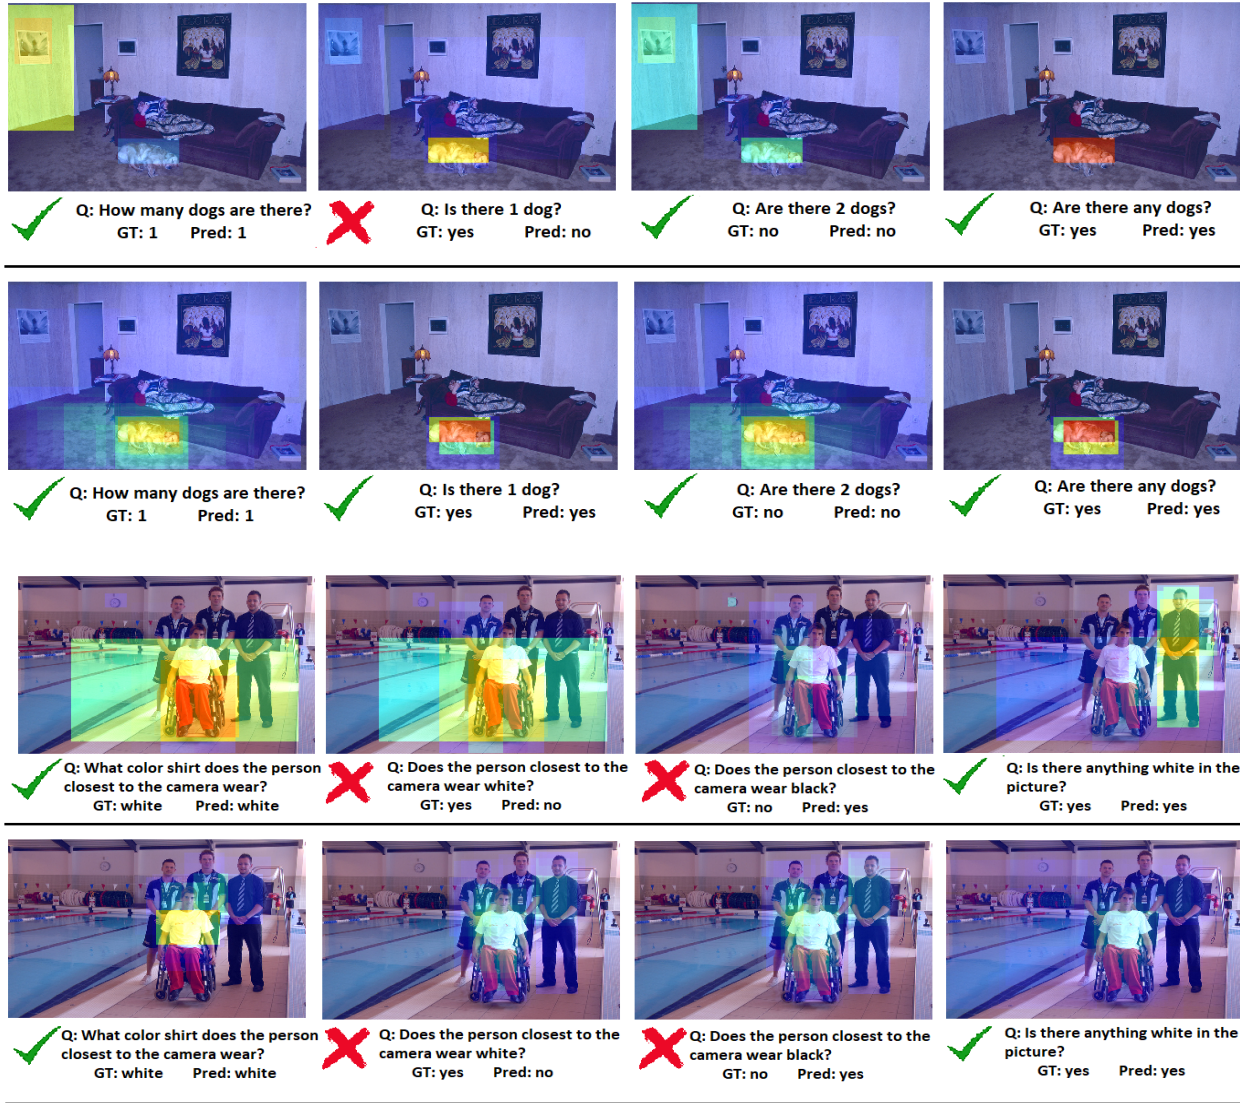 Q: How many dogs are there?
GT: 1 Pred: 1
Q: Is there 1 dog?
GT: yes Pred: no
Q: Are there 2 dogs?
GT: no Pred: no
Q: Are there any dogs?
GT: yes Pred: yes
Q: How many dogs are there?
GT: 1 Pred: 1
Q: Is there 1 dog?
GT: yes Pred: yes
Q: Are there 2 dogs?
GT: no Pred: no
Q: Are there any dogs?
GT: yes Pred: yes
Q: What color shirt does the person
closest to the camera wear?
GT: white Pred: white
Q: Does the person closest to the
camera wear white?
GT: yes Pred: no
Q: Does the person closest to the
camera wear black?
GT: no Pred: yes
Q: Is there anything white in the
picture?
GT: yes Pred: yes
Q: What color shirt does the person
closest to the camera wear?
GT: white Pred: white
Q: Does the person closest to the
camera wear white?
GT: yes Pred: no
Q: Does the person closest to the
camera wear black?
GT: no Pred: yes
Q: Is there anything white in the
picture?
GT: yes Pred: yes